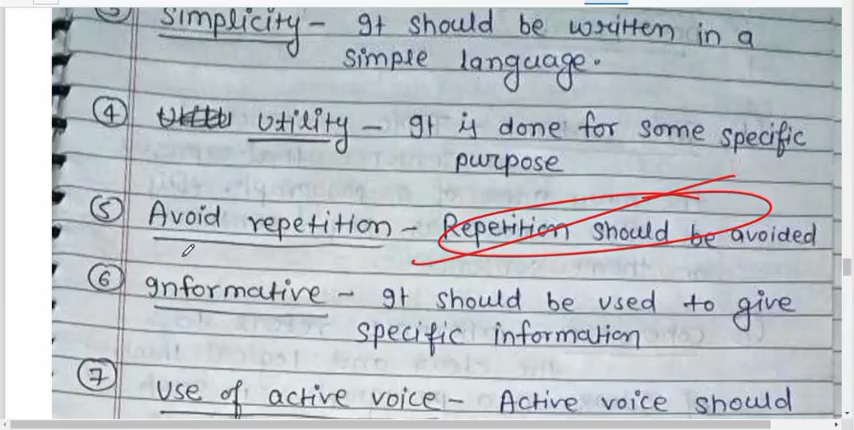 ③ Simplicity - It should be written in a
simple language.
④ Utility - It is done for some specific
purpose
⑤ Avoid repetition - Repetition should be avoided
⑥ Informative - It should be used to give
specific information
⑦ Use of active voice - Active voice should